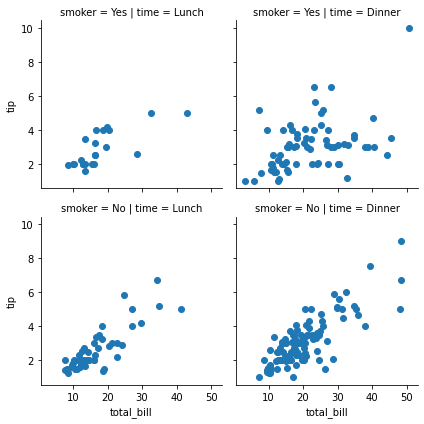 smoker = Yes | time = Lunch
smoker = Yes | time = Dinner
10
8
6
4
2
tip
smoker = No | time = Lunch
smoker = No | time = Dinner
10
8
6
4
2
tip
10 20 30 40 50
10 20 30 40 50
total_bill
total_bill